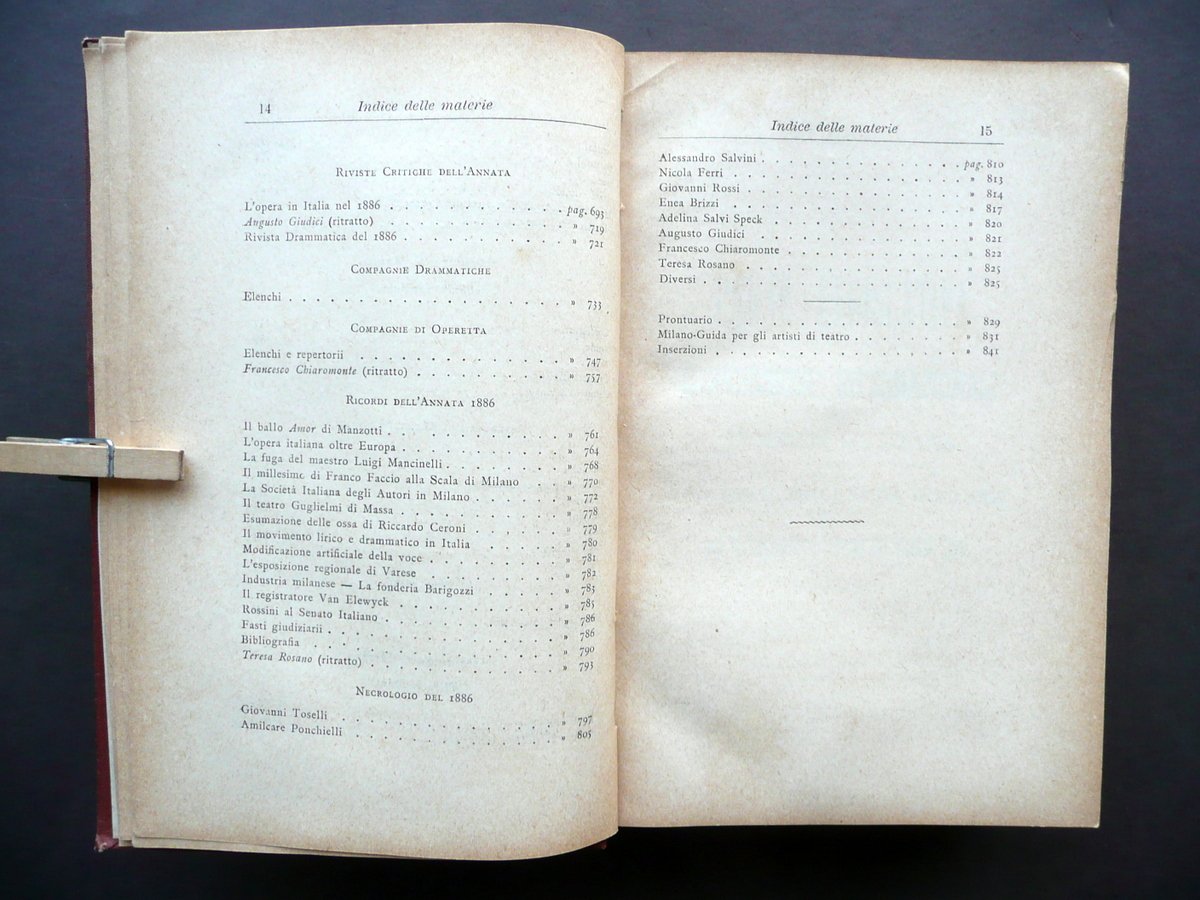 14 Indice delle materie
RIVISTE CRITICHE DELL'ANNATA
L'opera in Italia nel 1886 . . . . . . . . . . . . pag. 693
Augusto Giudici (ritratto) . . . . . . . . . . . . » 719
Rivista Drammatica del 1886 . . . . . . . . . . . » 721
COMPAGNIE DRAMMATICHE
Elenchi . . . . . . . . . . . . . . . . . . . . » 733
COMPAGNIE DI OPERETTA
Elenchi e repertorii . . . . . . . . . . . . . . » 747
Francesco Chiaromonte (ritratto) . . . . . . . . . . » 757
RICORDI DELL'ANNATA 1886
Il ballo Amor di Manzotti . . . . . . . . . . . . » 761
L'opera italiana oltre Europa . . . . . . . . . . . » 764
La fuga del maestro Luigi Mancinelli . . . . . . . . » 768
Il millesimo di Franco Faccio alla Scala di Milano . . » 770
La Società Italiana degli Autori in Milano . . . . . . » 772
Il teatro Guglielmi di Massa . . . . . . . . . . . » 778
Esumazione delle ossa di Riccardo Ceroni . . . . . . » 779
Il movimento lirico e drammatico in Italia . . . . . . » 780
Modificazione artificiale della voce . . . . . . . . . » 781
L'esposizione regionale di Varese . . . . . . . . . » 782
Industria milanese — La fonderia Barigozzi . . . . . » 783
Il registratore Van Elewyck . . . . . . . . . . . » 785
Rossini al Senato Italiano . . . . . . . . . . . . » 786
Fasti giudiziarii . . . . . . . . . . . . . . . . » 786
Bibliografia . . . . . . . . . . . . . . . . . . » 790
Teresa Rosano (ritratto) . . . . . . . . . . . . . » 793
NECROLOGIO DEL 1886
Giovanni Toselli . . . . . . . . . . . . . . . . » 797
Amilcare Ponchielli . . . . . . . . . . . . . . . » 805
Indice delle materie 15
Alessandro Salvini . . . . . . . . . . . . . . pag. 810
Nicola Ferri . . . . . . . . . . . . . . . . . » 813
Giovanni Rossi . . . . . . . . . . . . . . . . » 814
Enea Brizzi . . . . . . . . . . . . . . . . . » 817
Adelina Salvi Speck . . . . . . . . . . . . . . » 820
Augusto Giudici . . . . . . . . . . . . . . . » 821
Francesco Chiaromonte . . . . . . . . . . . . . » 822
Teresa Rosano . . . . . . . . . . . . . . . . » 825
Diversi . . . . . . . . . . . . . . . . . . . » 825
Prontuario . . . . . . . . . . . . . . . . . . » 829
Milano-Guida per gli artisti di teatro . . . . . . . . » 831
Inserzioni . . . . . . . . . . . . . . . . . . » 841